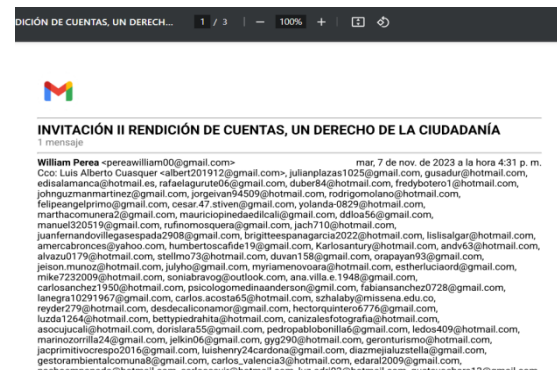 DICIÓN DE CUENTAS, UN DERECH... 1 / 3 | — 100% +
INVITACIÓN II RENDICIÓN DE CUENTAS, UN DERECHO DE LA CIUDADANÍA
1 mensaje
William Perea <pereawilliam00@gmail.com> mar, 7 de nov. de 2023 a la hora 4:31 p. m.
Cco: Luis Alberto Cuasquer <albert201912@gmail.com>, julianplazas1025@gmail.com, gusadur@hotmail.com,
edisalamanca@hotmail.es, rafaelagurute06@gmail.com, duber84@hotmail.com, fredybotero1@hotmail.com,
johnguzmanmartinez@gmail.com, jorgeivan94509@hotmail.com, rodrigomolano@hotmail.com,
felipeangelprimo@gmail.com, cesar.47.stiven@gmail.com, yolanda-0829@hotmail.com,
marthacomunera2@gmail.com, mauriciopinedaedilcali@gmail.com, ddloa56@gmail.com,
manuel320519@gmail.com, rufinomosquera@gmail.com, jach710@hotmail.com,
juanfernandovillegasespada2908@gmail.com, brigitteespanagarcia2022@hotmail.com, lislisalgar@hotmail.com,
amercabronces@yahoo.com, humbertoscafide19@gmail.com, Karlosantury@hotmail.com, andv63@hotmail.com,
alvazu0179@hotmail.com, stellmo73@hotmail.com, duvan158@gmail.com, orapayan93@gmail.com,
jeison.munoz@hotmail.com, julyho@gmail.com, myriamenovoara@hotmail.com, estherluciaord@gmail.com,
mike7232009@hotmail.com, soniabravog@outlook.com, ana.villa.e.1948@gmail.com,
carlosanchez1950@hotmail.com, psicologomedinaanderson@gmil.com, fabiansanchez0728@gmail.com,
lanegra10291967@gmail.com, carlos.acosta65@hotmail.com, szhalaby@missena.edu.co,
reyder279@hotmail.com, desdecaliconamor@gmail.com, hectorquintero6776@gmail.com,
luzda1264@hotmail.com, bettypiedrahita@hotmail.com, canizalesfotografia@hotmail.com,
asocujucali@hotmail.com, dorislara55@gmail.com, pedropablobonilla6@gmail.com, ledos409@hotmail.com,
marinozorrilla24@gmail.com, jelkin06@gmail.com, gyg290@hotmail.com, geronturismo@hotmail.com,
jacprimitivocrespo2016@gmail.com, luishenry24cardona@gmail.com, diazmejialuzstella@gmail.com,
gestorambientalcomuna8@gmail.com, carlos_valencia3@hotmail.com, edaral2009@gmail.com,